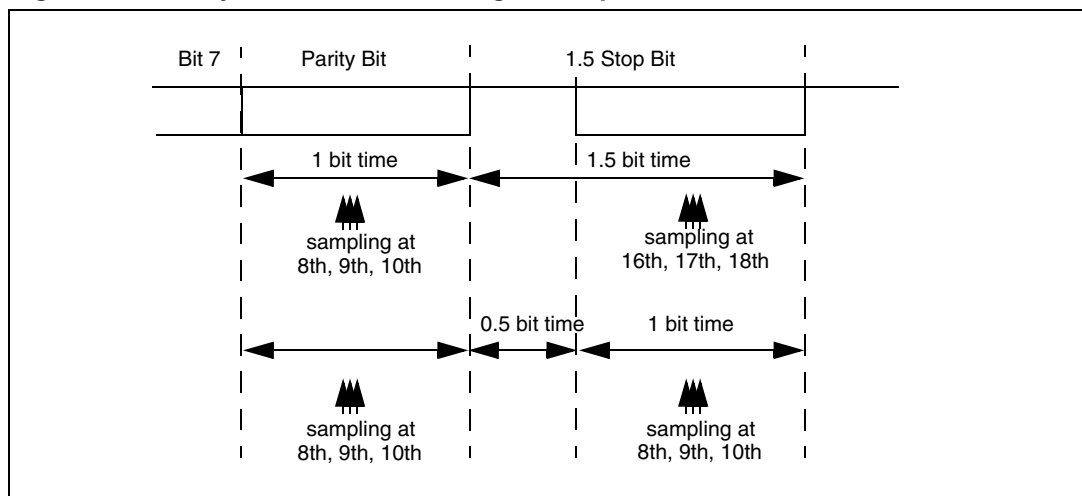 Bit 7 Parity Bit 1.5 Stop Bit
1 bit time 1.5 bit time
sampling at
8th, 9th, 10th
sampling at
16th, 17th, 18th
0.5 bit time 1 bit time
sampling at
8th, 9th, 10th
sampling at
8th, 9th, 10th